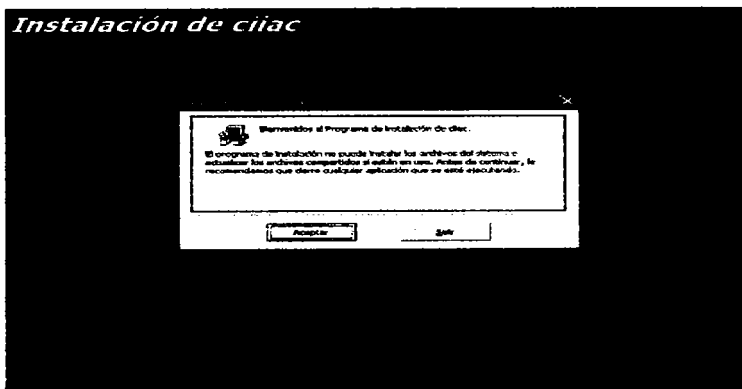 Instalación de ciiac
Bienvenidos al Programa de instalación de ciiac.
El programa de instalación no puede instalar los archivos del sistema o
actualizar los archivos compartidos si están en uso. Antes de continuar, le
recomendamos que cierre cualquier aplicación que se esté ejecutando.
Aceptar
Salir